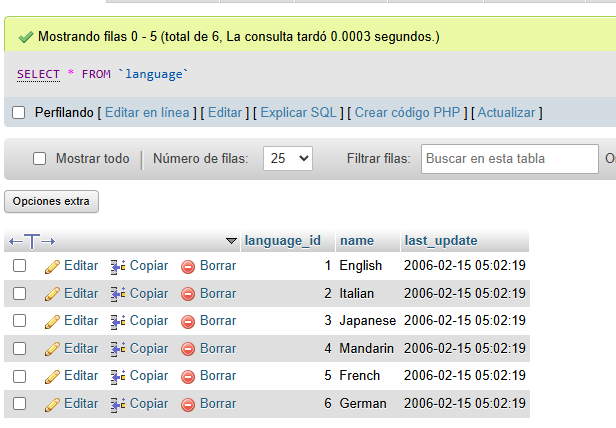 Mostrando filas 0 - 5 (total de 6, La consulta tardó 0.0003 segundos.)
SELECT * FROM `language`
Perfilando [ Editar en línea ] [ Editar ] [ Explicar SQL ] [ Crear código PHP ] [ Actualizar ]
Mostrar todo Número de filas: 25 Filtrar filas: Buscar en esta tabla
Opciones extra
language_id name last_update
Editar Copiar Borrar 1 English 2006-02-15 05:02:19
Editar Copiar Borrar 2 Italian 2006-02-15 05:02:19
Editar Copiar Borrar 3 Japanese 2006-02-15 05:02:19
Editar Copiar Borrar 4 Mandarin 2006-02-15 05:02:19
Editar Copiar Borrar 5 French 2006-02-15 05:02:19
Editar Copiar Borrar 6 German 2006-02-15 05:02:19